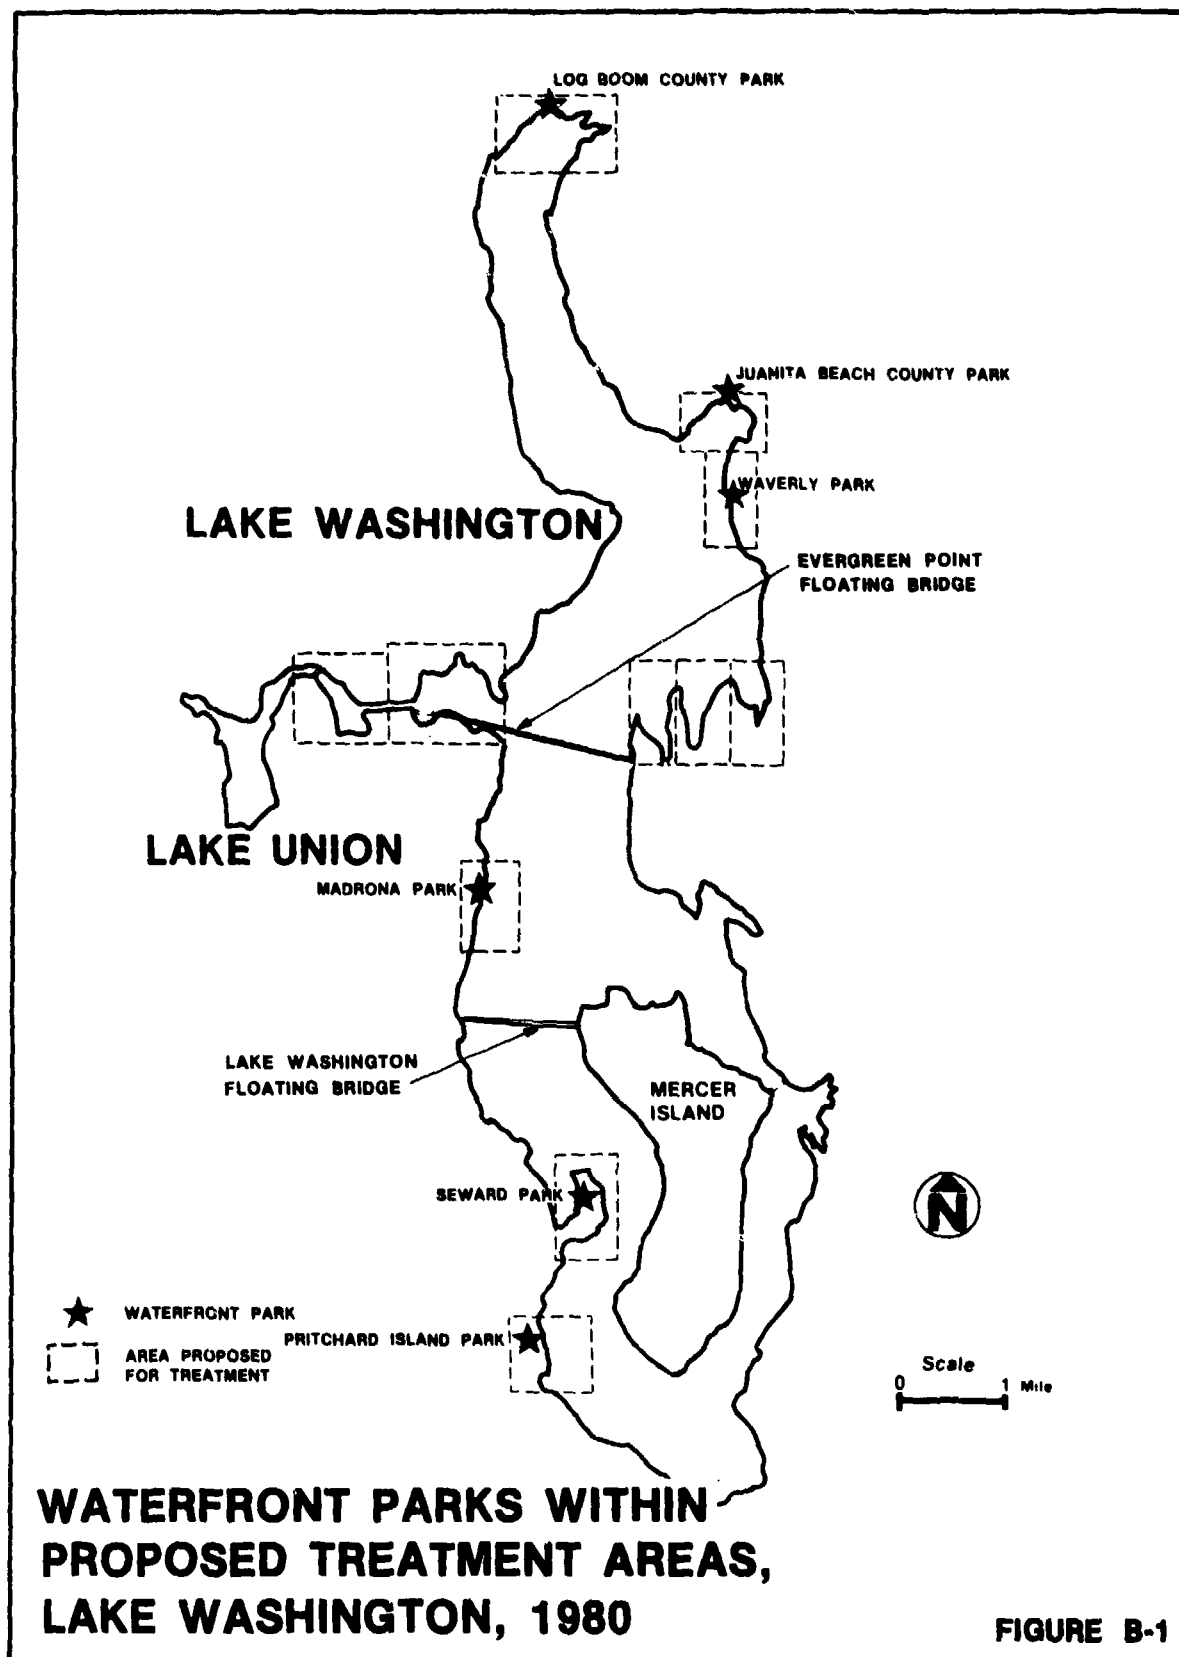 LOG BOOM COUNTY PARK
JUANITA BEACH COUNTY PARK
WAVERLY PARK
LAKE WASHINGTON
EVERGREEN POINT
FLOATING BRIDGE
LAKE UNION
MADRONA PARK
LAKE WASHINGTON
FLOATING BRIDGE
MERCER
ISLAND
SEWARD PARK
N
WATERFRONT PARK
PRITCHARD ISLAND PARK
AREA PROPOSED
FOR TREATMENT
Scale
0 1 Mile
WATERFRONT PARKS WITHIN
PROPOSED TREATMENT AREAS,
LAKE WASHINGTON, 1980
FIGURE B-1